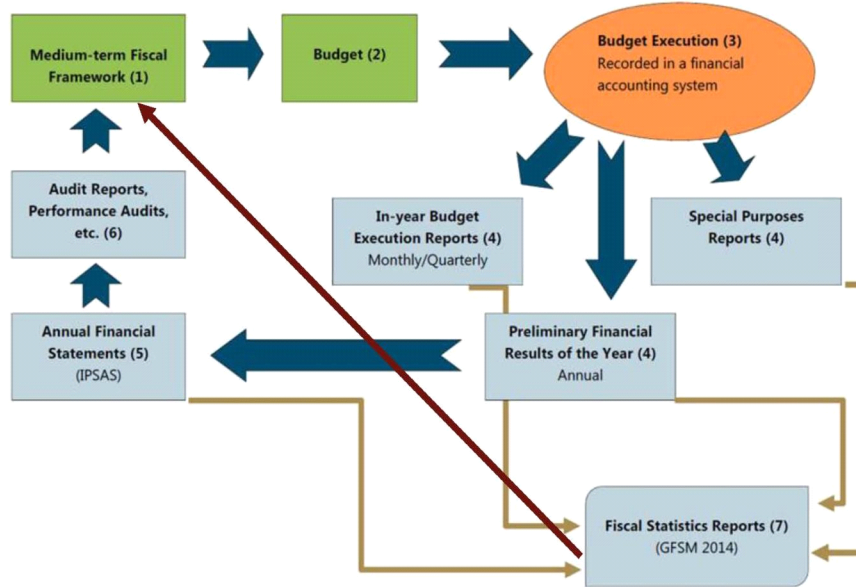 Medium-term Fiscal
Framework (1)
Budget (2)
Budget Execution (3)
Recorded in a financial
accounting system
Audit Reports,
Performance Audits,
etc. (6)
In-year Budget
Execution Reports (4)
Monthly/Quarterly
Special Purposes
Reports (4)
Annual Financial
Statements (5)
(IPSAS)
Preliminary Financial
Results of the Year (4)
Annual
Fiscal Statistics Reports (7)
(GFSM 2014)